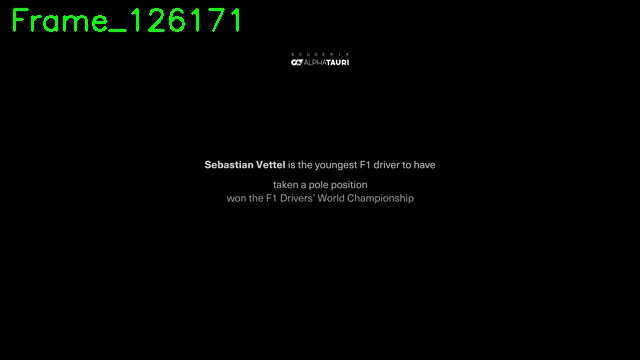 Frame_126171
SCUDERIA
ALPHATAURI
Sebastian Vettel is the youngest F1 driver to have
taken a pole position
won the F1 Drivers' World Championship